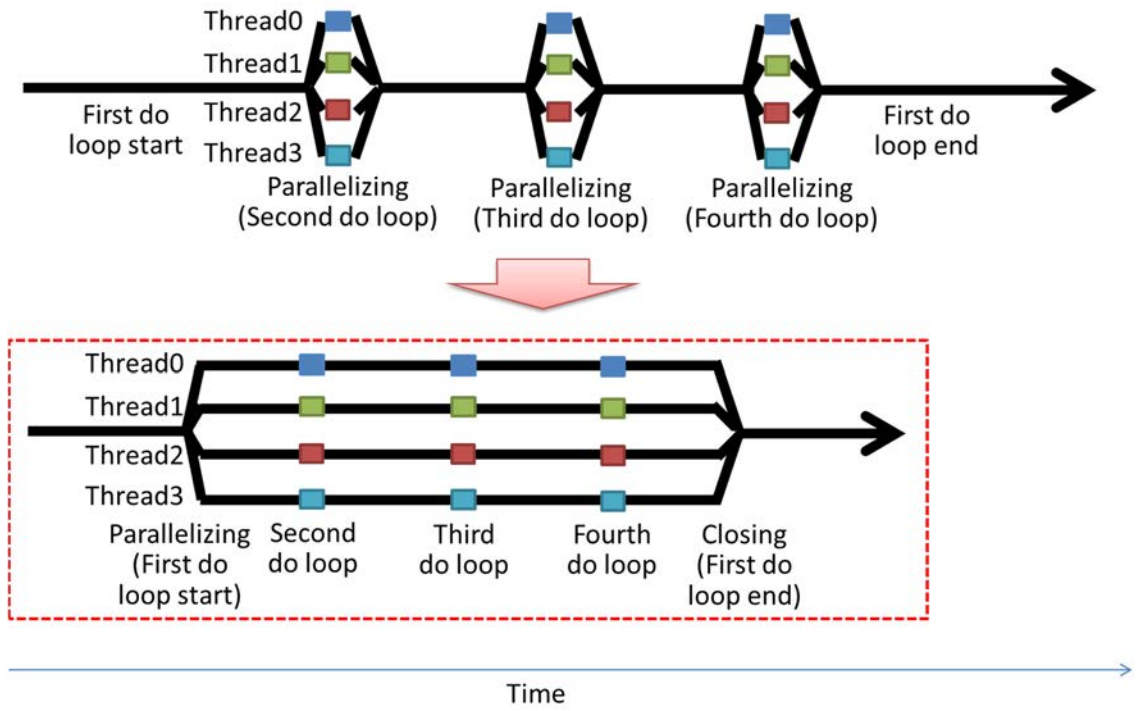 Thread0
Thread1
Thread2
Thread3
First do
loop start
First do
loop end
Parallelizing
(Second do loop)
Parallelizing
(Third do loop)
Parallelizing
(Fourth do loop)
Thread0
Thread1
Thread2
Thread3
Parallelizing
(First do
loop start)
Second
do loop
Third
do loop
Fourth
do loop
Closing
(First do
loop end)
Time